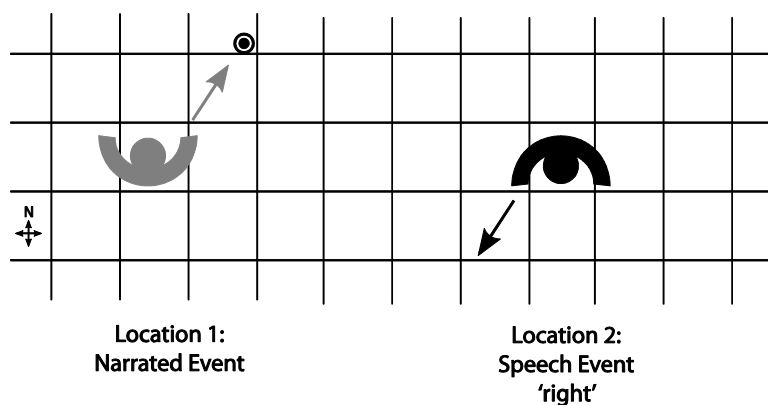 N
Location 1:
Narrated Event
Location 2:
Speech Event
‘right’